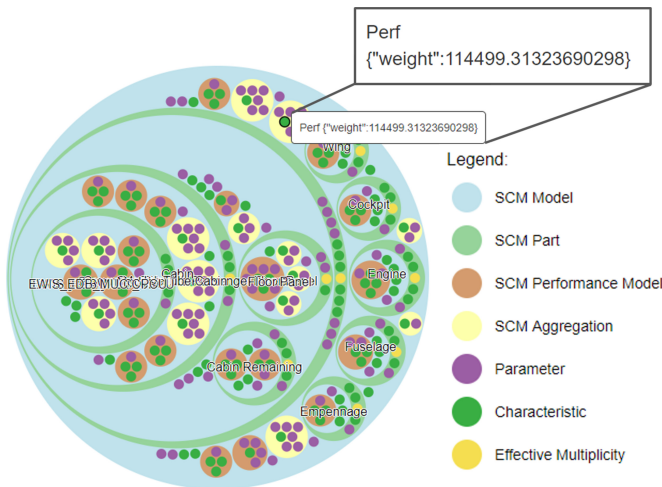 Perf
{"weight":114499.31323690298}
Perf {"weight":114499.31323690298}
Wing
Cockpit
Engine
Floor Panel
Fuselage
Cabin Remaining
Empennage
Legend:
SCM Model
SCM Part
SCM Performance Model
SCM Aggregation
Parameter
Characteristic
Effective Multiplicity